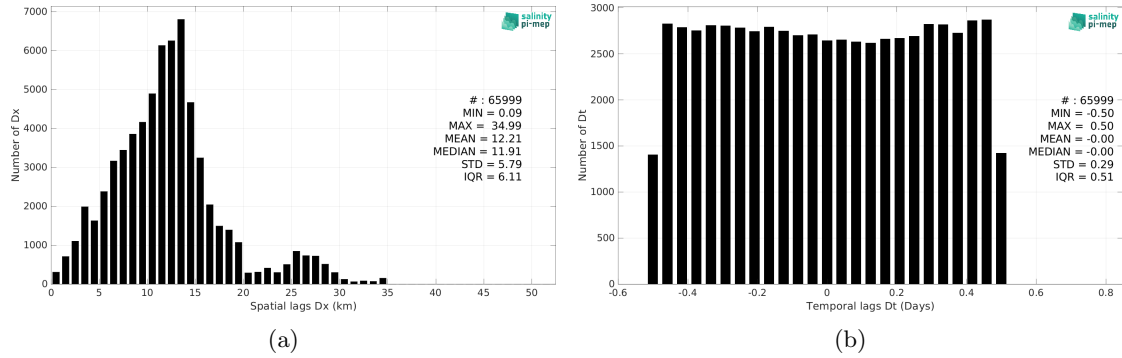 7000
6000
5000
4000
3000
2000
1000
0
Number of Dx
0 5 10 15 20 25 30 35 40 45 50
Spatial lags Dx (km)
salinity
pi-mep
# : 65999
MIN = 0.09
MAX = 34.99
MEAN = 12.21
MEDIAN = 11.91
STD = 5.79
IQR = 6.11
(a)
3000
2500
2000
1500
1000
500
0
Number of Dt
-0.6 -0.4 -0.2 0 0.2 0.4 0.6 0.8
Temporal lags Dt (Days)
salinity
pi-mep
# : 65999
MIN = -0.50
MAX = 0.50
MEAN = -0.00
MEDIAN = -0.00
STD = 0.29
IQR = 0.51
(b)